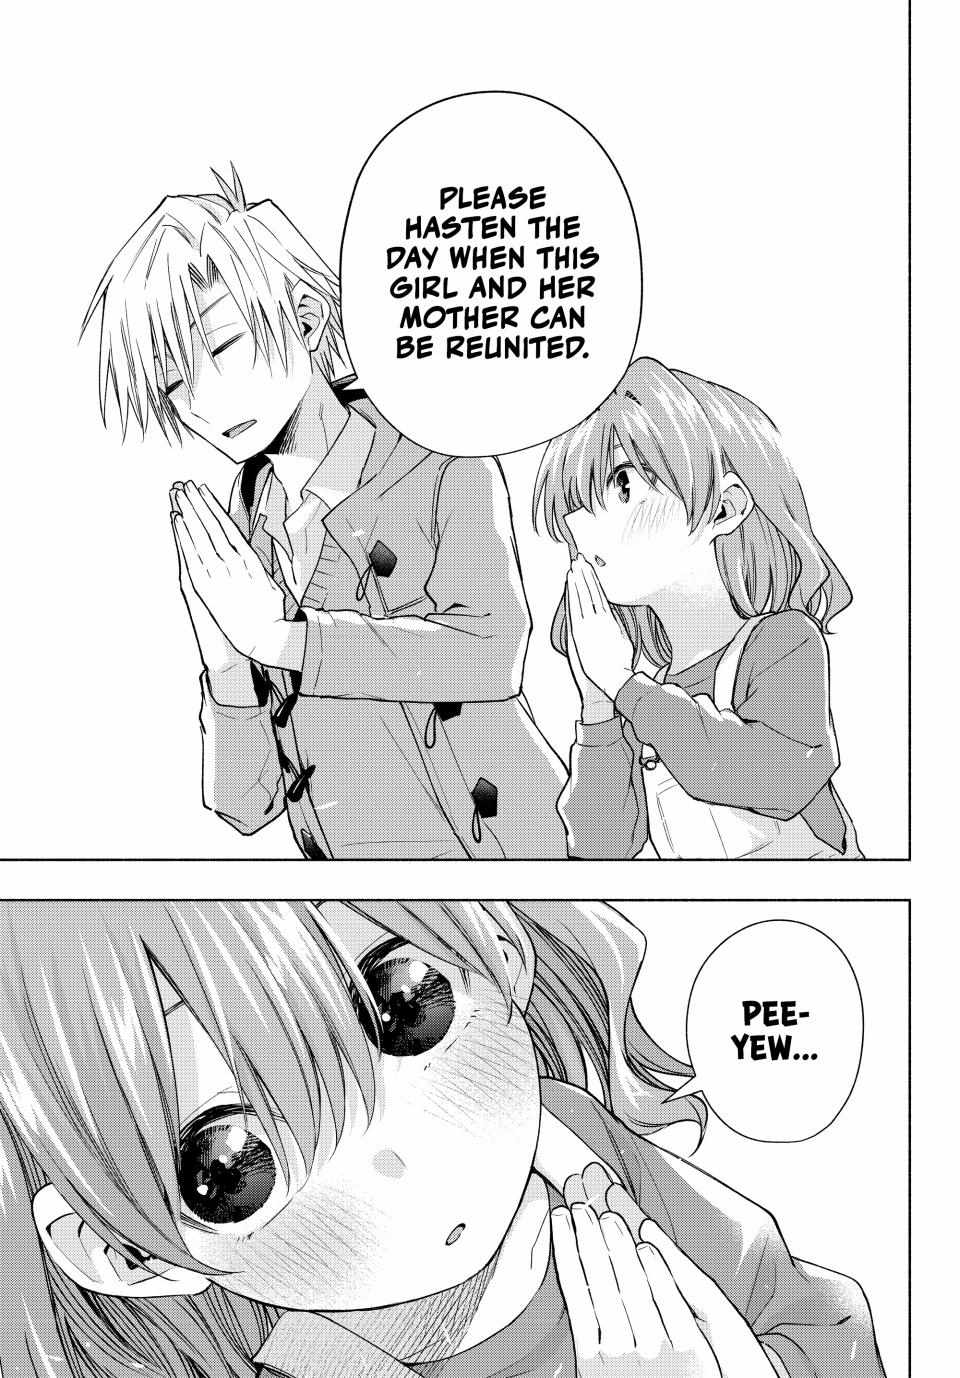 PLEASE
HASTEN THE
DAY WHEN THIS
GIRL AND HER
MOTHER CAN
BE REUNITED.
PEE-
YEW...